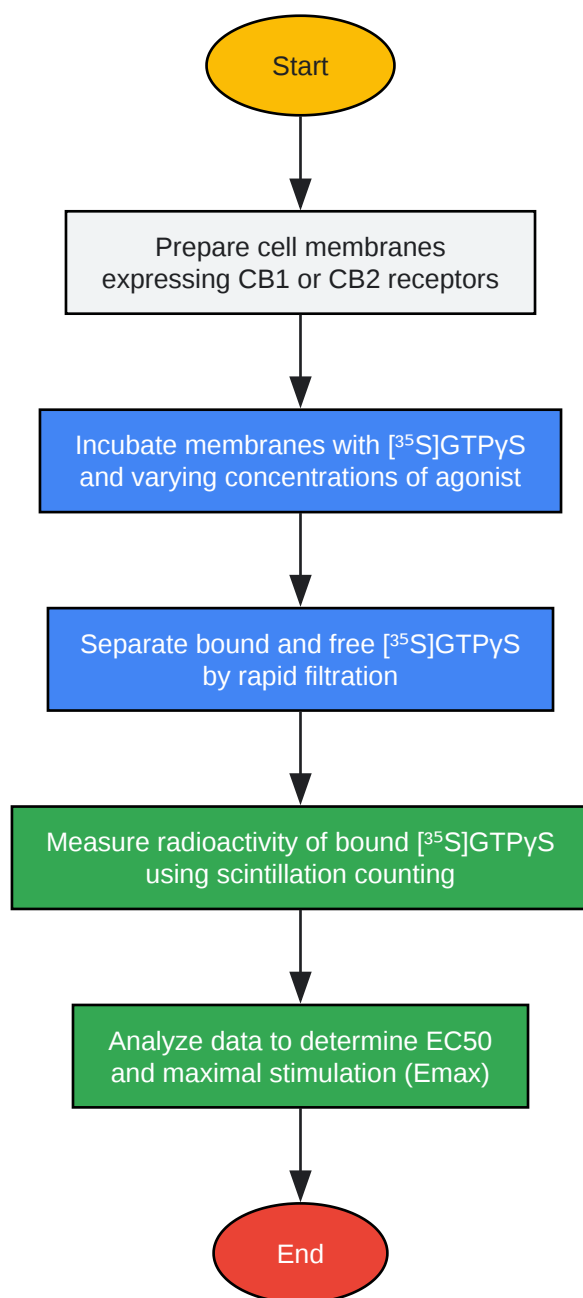 Start
Prepare cell membranes
expressing CB1 or CB2 receptors
Incubate membranes with [³⁵S]GTPγS
and varying concentrations of agonist
Separate bound and free [³⁵S]GTPγS
by rapid filtration
Measure radioactivity of bound [³⁵S]GTPγS
using scintillation counting
Analyze data to determine EC50
and maximal stimulation (Emax)
End